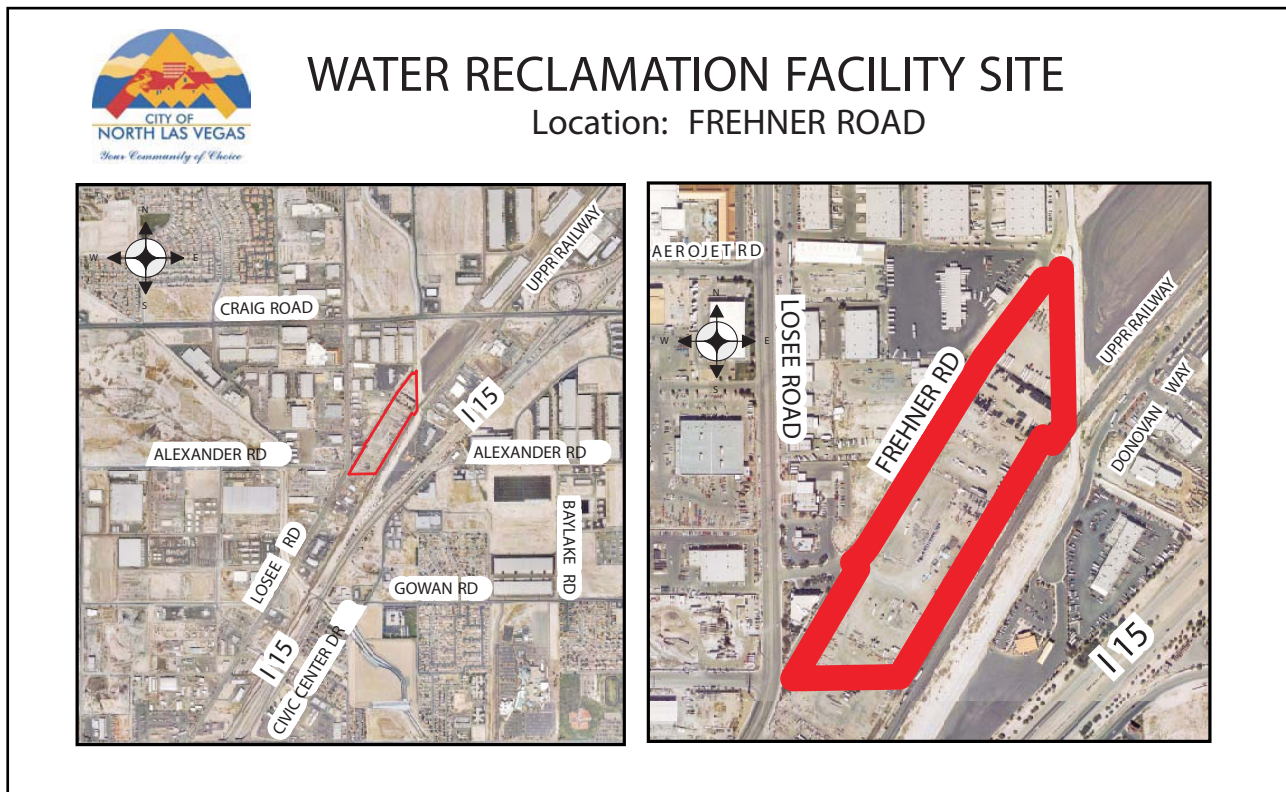 CITY OF
NORTH LAS VEGAS
Your Community of Choice
WATER RECLAMATION FACILITY SITE
Location: FREHNER ROAD
N
W
E
S
CRAIG ROAD
UPPR RAILWAY
I 15
ALEXANDER RD
ALEXANDER RD
BAYLAKE RD
LOSEE RD
GOWAN RD
I 15
CIVIC CENTER DR
AEROJET RD
N
W
E
S
LOSEE ROAD
FREHNER RD
UPPR RAILWAY
DONOVAN WAY
I 15